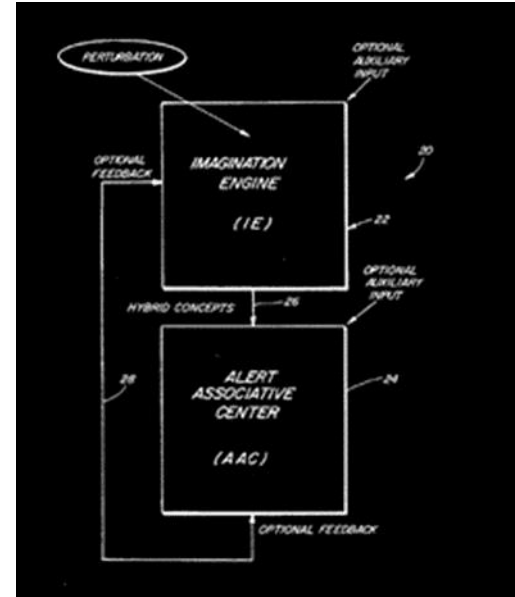 PERTURBATION
OPTIONAL
AUXILIARY
INPUT
OPTIONAL
FEEDBACK
IMAGINATION
ENGINE
(IE)
20
22
HYBRID CONCEPTS
26
OPTIONAL
AUXILIARY
INPUT
ALERT
ASSOCIATIVE
CENTER
(AAC)
24
28
OPTIONAL FEEDBACK